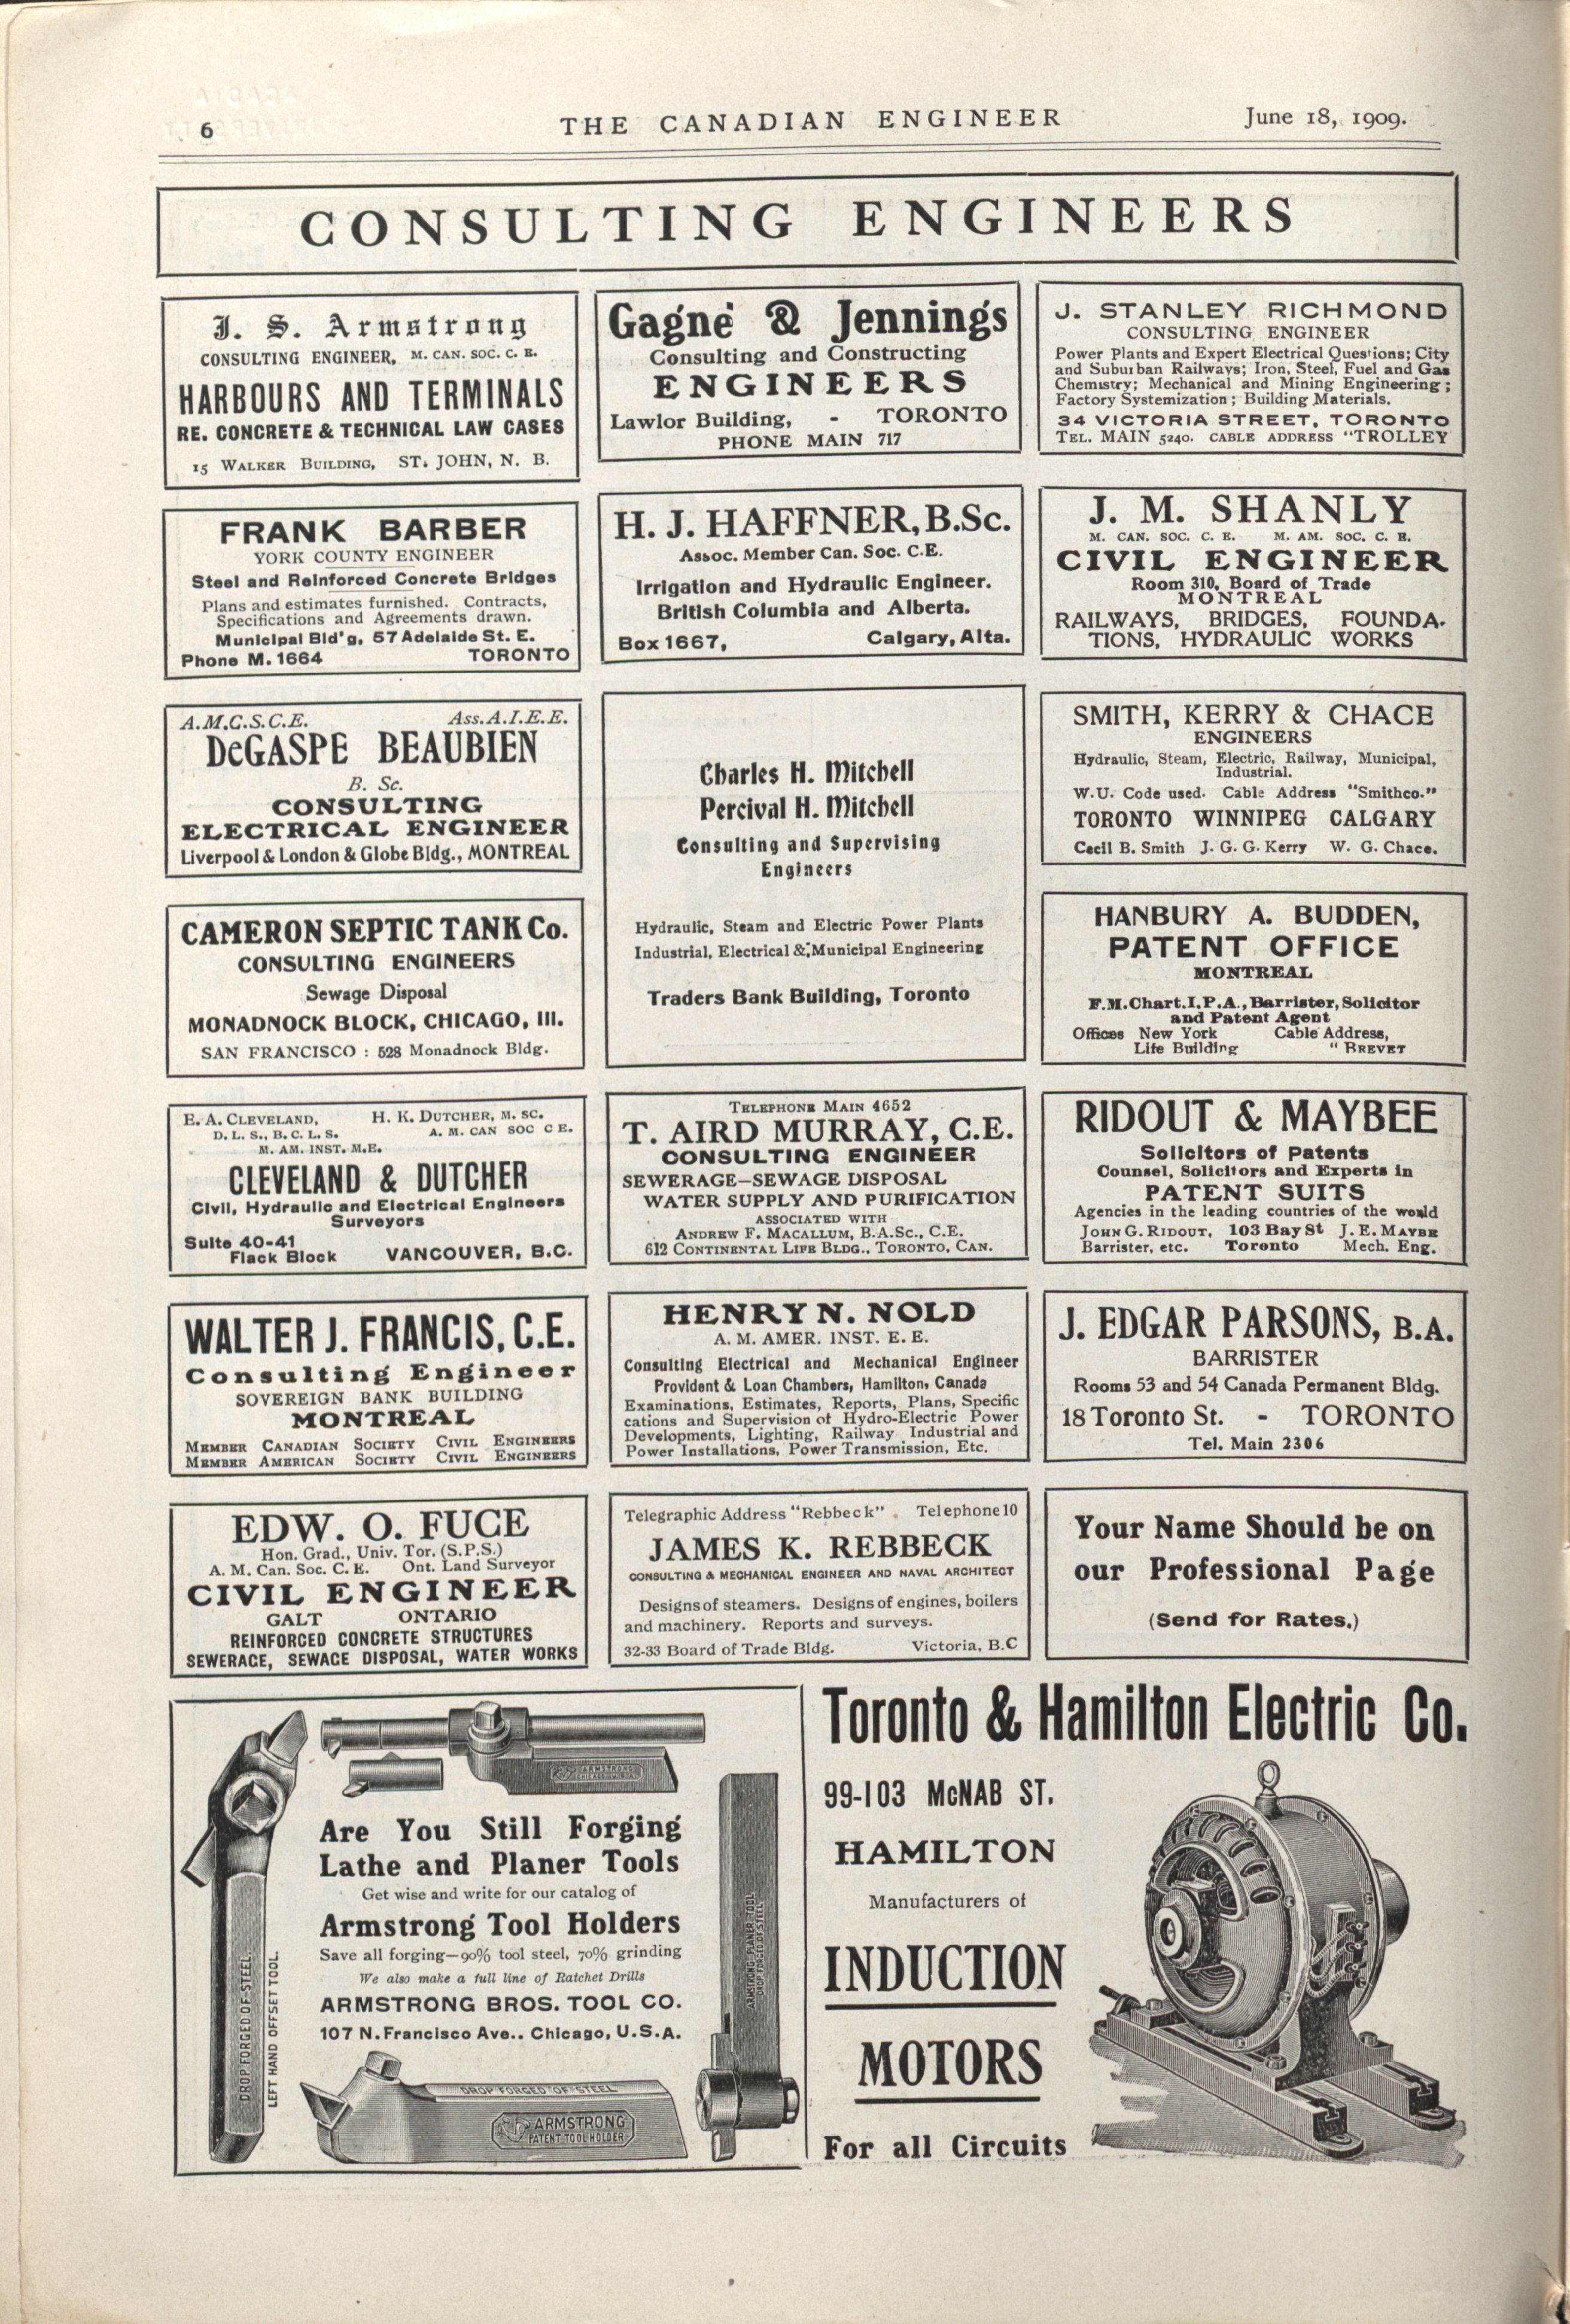 6
THE CANADIAN ENGINEER
June 18, 1909.
CONSULTING ENGINEERS
J. S. Armstrong
CONSULTING ENGINEER, M. CAN. SOC. C. E.
HARBOURS AND TERMINALS
RE. CONCRETE & TECHNICAL LAW CASES
15 WALKER BUILDING, ST. JOHN, N. B.
Gagné & Jennings
Consulting and Constructing
ENGINEERS
Lawlor Building, - TORONTO
PHONE MAIN 717
J. STANLEY RICHMOND
CONSULTING ENGINEER
Power Plants and Expert Electrical Questions; City
and Suburban Railways; Iron, Steel, Fuel and Gas
Chemistry; Mechanical and Mining Engineering;
Factory Systemization; Building Materials.
34 VICTORIA STREET, TORONTO
TEL. MAIN 5240. CABLE ADDRESS "TROLLEY
FRANK BARBER
YORK COUNTY ENGINEER
Steel and Reinforced Concrete Bridges
Plans and estimates furnished. Contracts,
Specifications and Agreements drawn.
Municipal Bld'g, 57 Adelaide St. E.
Phone M. 1664 TORONTO
H. J. HAFFNER, B.Sc.
Assoc. Member Can. Soc. C.E.
Irrigation and Hydraulic Engineer.
British Columbia and Alberta.
Box 1667, Calgary, Alta.
J. M. SHANLY
M. CAN. SOC. C. E. M. AM. SOC. C. E.
CIVIL ENGINEER
Room 310, Board of Trade
MONTREAL
RAILWAYS, BRIDGES, FOUNDA-
TIONS, HYDRAULIC WORKS
A.M.C.S.C.E. Ass.A.I.E.E.
DeGASPE BEAUBIEN
B. Sc.
CONSULTING
ELECTRICAL ENGINEER
Liverpool & London & Globe Bldg., MONTREAL
Charles H. Mitchell
Percival H. Mitchell
Consulting and Supervising
Engineers
Hydraulic, Steam and Electric Power Plants
Industrial, Electrical & Municipal Engineering
Traders Bank Building, Toronto
SMITH, KERRY & CHACE
ENGINEERS
Hydraulic, Steam, Electric, Railway, Municipal,
Industrial.
W.U. Code used. Cable Address "Smithco."
TORONTO WINNIPEG CALGARY
Cecil B. Smith J. G. G. Kerry W. G. Chace.
CAMERON SEPTIC TANK Co.
CONSULTING ENGINEERS
Sewage Disposal
MONADNOCK BLOCK, CHICAGO, Ill.
SAN FRANCISCO : 528 Monadnock Bldg.
HANBURY A. BUDDEN,
PATENT OFFICE
MONTREAL
F.M.Chart.I.P.A., Barrister, Solicitor
and Patent Agent
Offices New York Cable Address,
Life Building "BREVET
E. A. CLEVELAND, H. K. DUTCHER, M. SC.
D. L. S., B. C. L. S. A. M. CAN SOC C E.
M. AM. INST. M.E.
CLEVELAND & DUTCHER
Civil, Hydraulic and Electrical Engineers
Surveyors
Suite 40-41
Flack Block VANCOUVER, B.C.
TELEPHONE MAIN 4652
T. AIRD MURRAY, C.E.
CONSULTING ENGINEER
SEWERAGE—SEWAGE DISPOSAL
WATER SUPPLY AND PURIFICATION
ASSOCIATED WITH
ANDREW F. MACALLUM, B.A.Sc., C.E.
612 CONTINENTAL LIFE BLDG., TORONTO, CAN.
RIDOUT & MAYBEE
Solicitors of Patents
Counsel, Solicitors and Experts in
PATENT SUITS
Agencies in the leading countries of the world
JOHN G. RIDOUT, 103 Bay St J. E. MAYBE
Barrister, etc. Toronto Mech. Eng.
WALTER J. FRANCIS, C.E.
Consulting Engineer
SOVEREIGN BANK BUILDING
MONTREAL
MEMBER CANADIAN SOCIETY CIVIL ENGINEERS
MEMBER AMERICAN SOCIETY CIVIL ENGINEERS
HENRY N. NOLD
A. M. AMER. INST. E. E.
Consulting Electrical and Mechanical Engineer
Provident & Loan Chambers, Hamilton, Canada
Examinations, Estimates, Reports, Plans, Specific
cations and Supervision of Hydro-Electric Power
Developments, Lighting, Railway Industrial and
Power Installations, Power Transmission, Etc.
J. EDGAR PARSONS, B.A.
BARRISTER
Rooms 53 and 54 Canada Permanent Bldg.
18 Toronto St. - TORONTO
Tel. Main 2306
EDW. O. FUCE
Hon. Grad., Univ. Tor. (S.P.S.)
A. M. Can. Soc. C. E. Ont. Land Surveyor
CIVIL ENGINEER
GALT ONTARIO
REINFORCED CONCRETE STRUCTURES
SEWERAGE, SEWAGE DISPOSAL, WATER WORKS
Telegraphic Address "Rebbeck". Telephone 10
JAMES K. REBBECK
CONSULTING & MECHANICAL ENGINEER AND NAVAL ARCHITECT
Designs of steamers. Designs of engines, boilers
and machinery. Reports and surveys.
32-33 Board of Trade Bldg. Victoria, B.C
Your Name Should be on
our Professional Page
(Send for Rates.)
ARMSTRONG
Are You Still Forging
Lathe and Planer Tools
Get wise and write for our catalog of
Armstrong Tool Holders
Save all forging—90% tool steel, 70% grinding
We also make a full line of Ratchet Drills
ARMSTRONG BROS. TOOL CO.
107 N. Francisco Ave.. Chicago, U.S.A.
DROP FORGED OF STEEL.
LEFT HAND OFFSET TOOL.
ARMSTRONG PLANER TOOL
DROP FORGED OF STEEL
DROP FORGED OF STEEL
ARMSTRONG
PATENT TOOL HOLDER
Toronto & Hamilton Electric Co.
99-103 McNAB ST.
HAMILTON
Manufacturers of
INDUCTION
MOTORS
For all Circuits